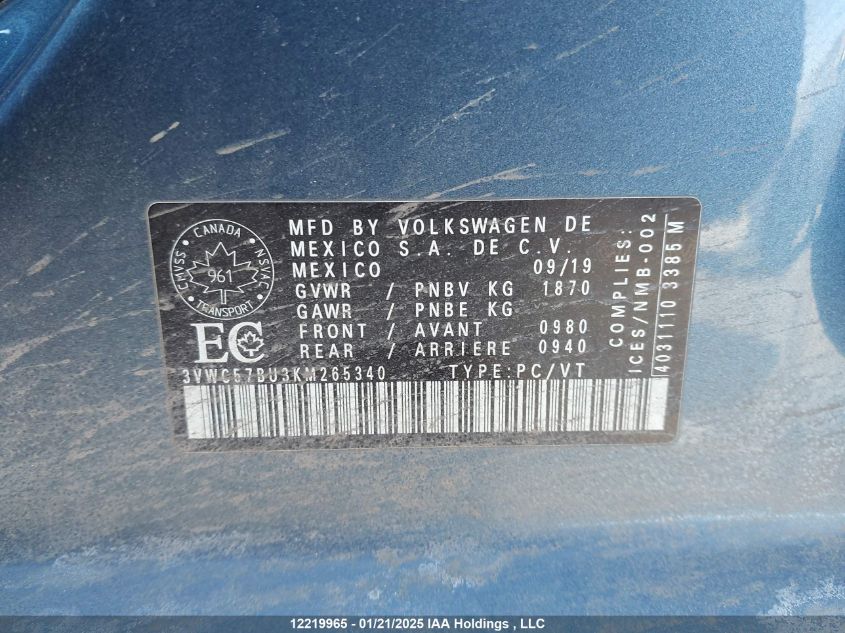 CANADA
CMVSS
NSVAC
961
TRANSPORT
EC
MFD BY VOLKSWAGEN DE
MEXICO S.A. DE C.V.
MEXICO 09/19
GVWR / PNBV KG 1870
GAWR / PNBE KG
FRONT / AVANT 0980
REAR / ARRIERE 0940
3VWC57BU3KM265340 TYPE:PC/VT
COMPLIES:
ICES/NMB-002
4031110 3385 M
12219965 - 01/21/2025 IAA Holdings , LLC